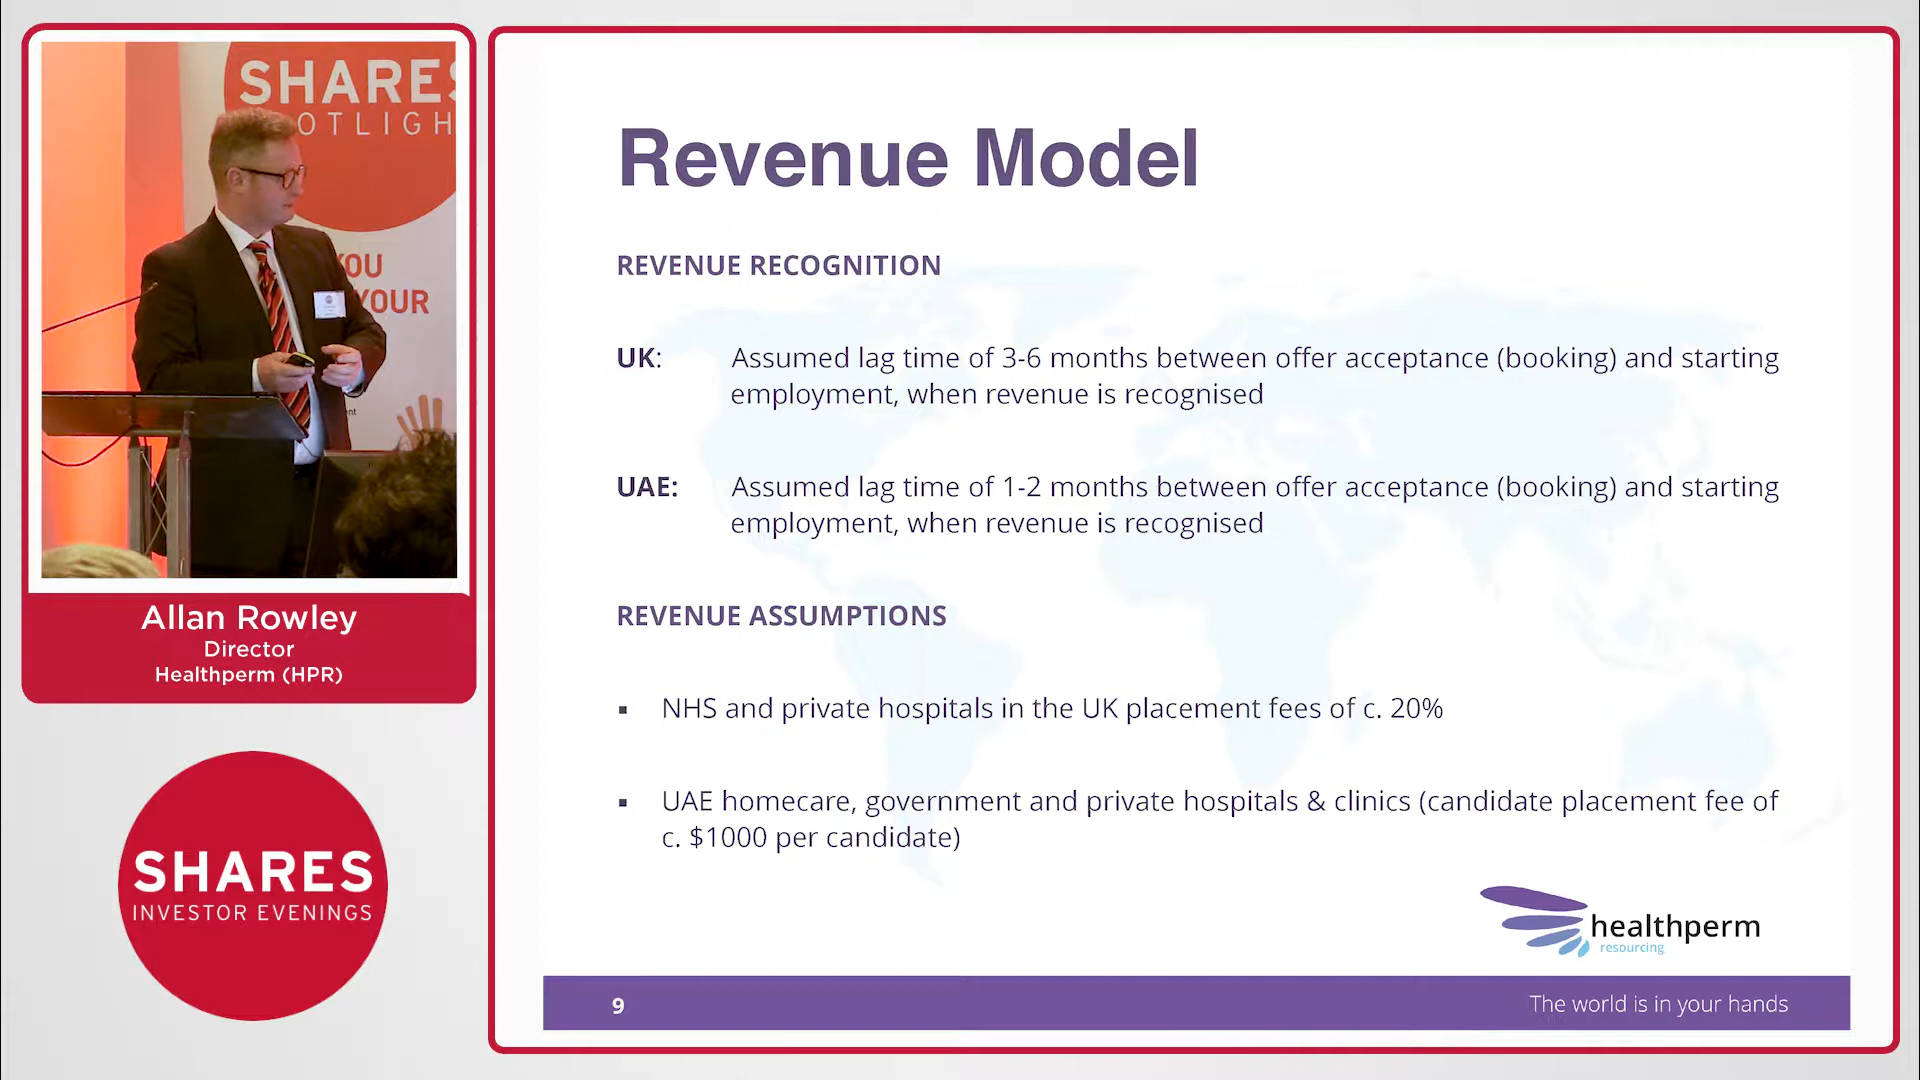 SHARES
OTLIGH
YOU
YOUR
nt
Allan Rowley
Director
Healthperm (HPR)
SHARES
INVESTOR EVENINGS
Revenue Model
REVENUE RECOGNITION
UK: Assumed lag time of 3-6 months between offer acceptance (booking) and starting
employment, when revenue is recognised
UAE: Assumed lag time of 1-2 months between offer acceptance (booking) and starting
employment, when revenue is recognised
REVENUE ASSUMPTIONS
▪ NHS and private hospitals in the UK placement fees of c. 20%
▪ UAE homecare, government and private hospitals & clinics (candidate placement fee of
c. $1000 per candidate)
healthperm
resourcing
9
The world is in your hands